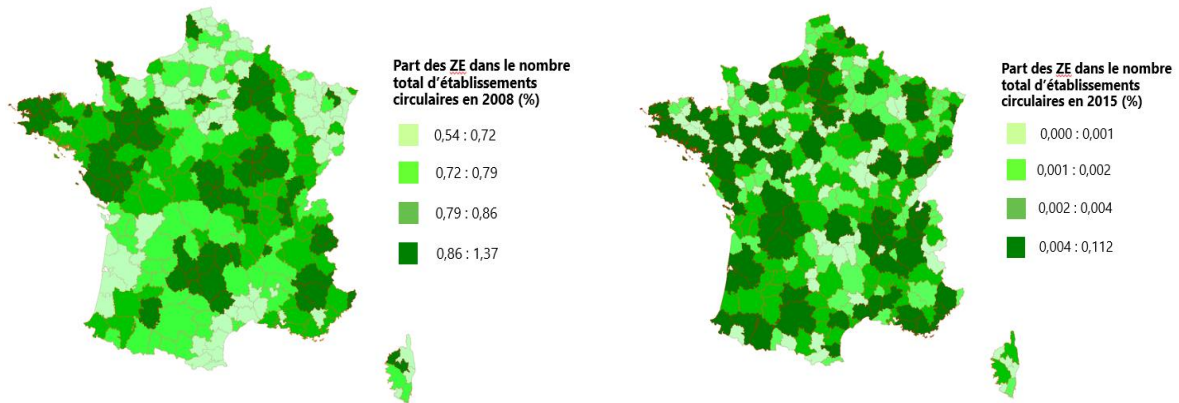 Part des ZE dans le nombre
total d'établissements
circulaires en 2008 (%)
0,54 : 0,72
0,72 : 0,79
0,79 : 0,86
0,86 : 1,37
Part des ZE dans le nombre
total d'établissements
circulaires en 2015 (%)
0,000 : 0,001
0,001 : 0,002
0,002 : 0,004
0,004 : 0,112